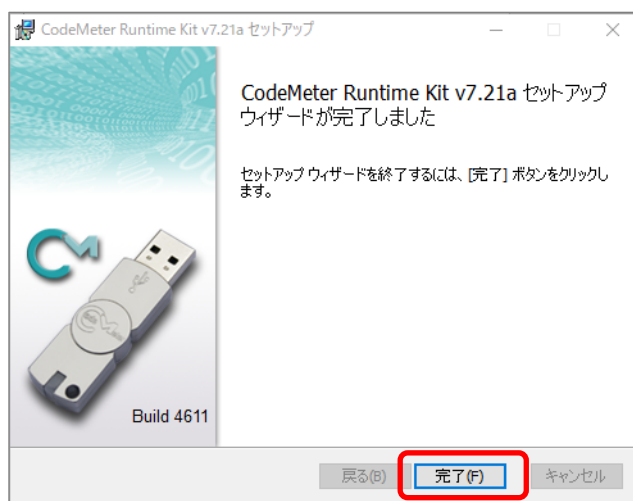 CodeMeter Runtime Kit v7.21a セットアップ
CodeMeter Runtime Kit v7.21a セットアップ
ウィザードが完了しました
セットアップ ウィザードを終了するには、[完了] ボタンをクリックし
ます。
Build 4611
戻る(B)
完了(F)
キャンセル